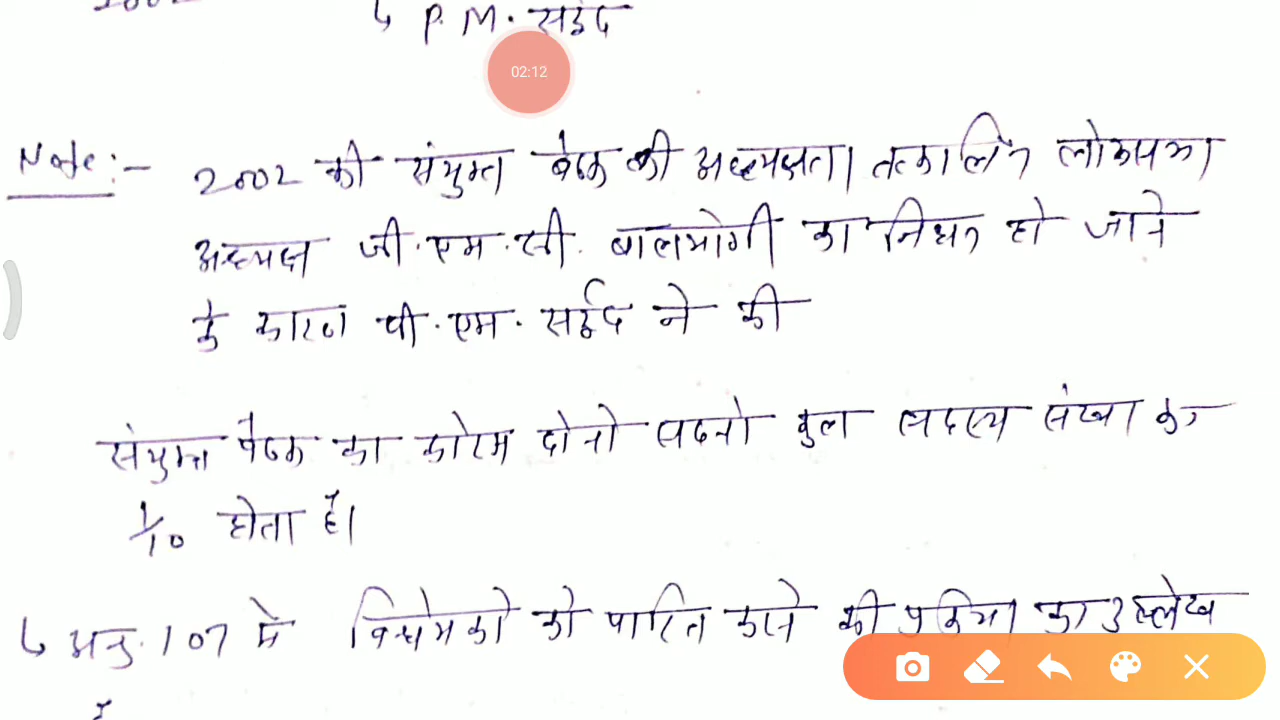 2002
↳ P. M. सईद
02:12
Note:- 2002 की संयुक्त बैठक की अध्यक्षता तत्कालिन लोकसभा
अध्यक्ष जी.एम.सी. बालयोगी का निधन हो जाने
के कारण पी.एम. सईद ने की
संयुक्त बैठक का कोरम दोनो सदनो कुल सदस्य संख्या का
1/10 होता है।
↳ अनु. 107 मे विधेयको को पारित करने की प्रक्रिया का उल्लेख